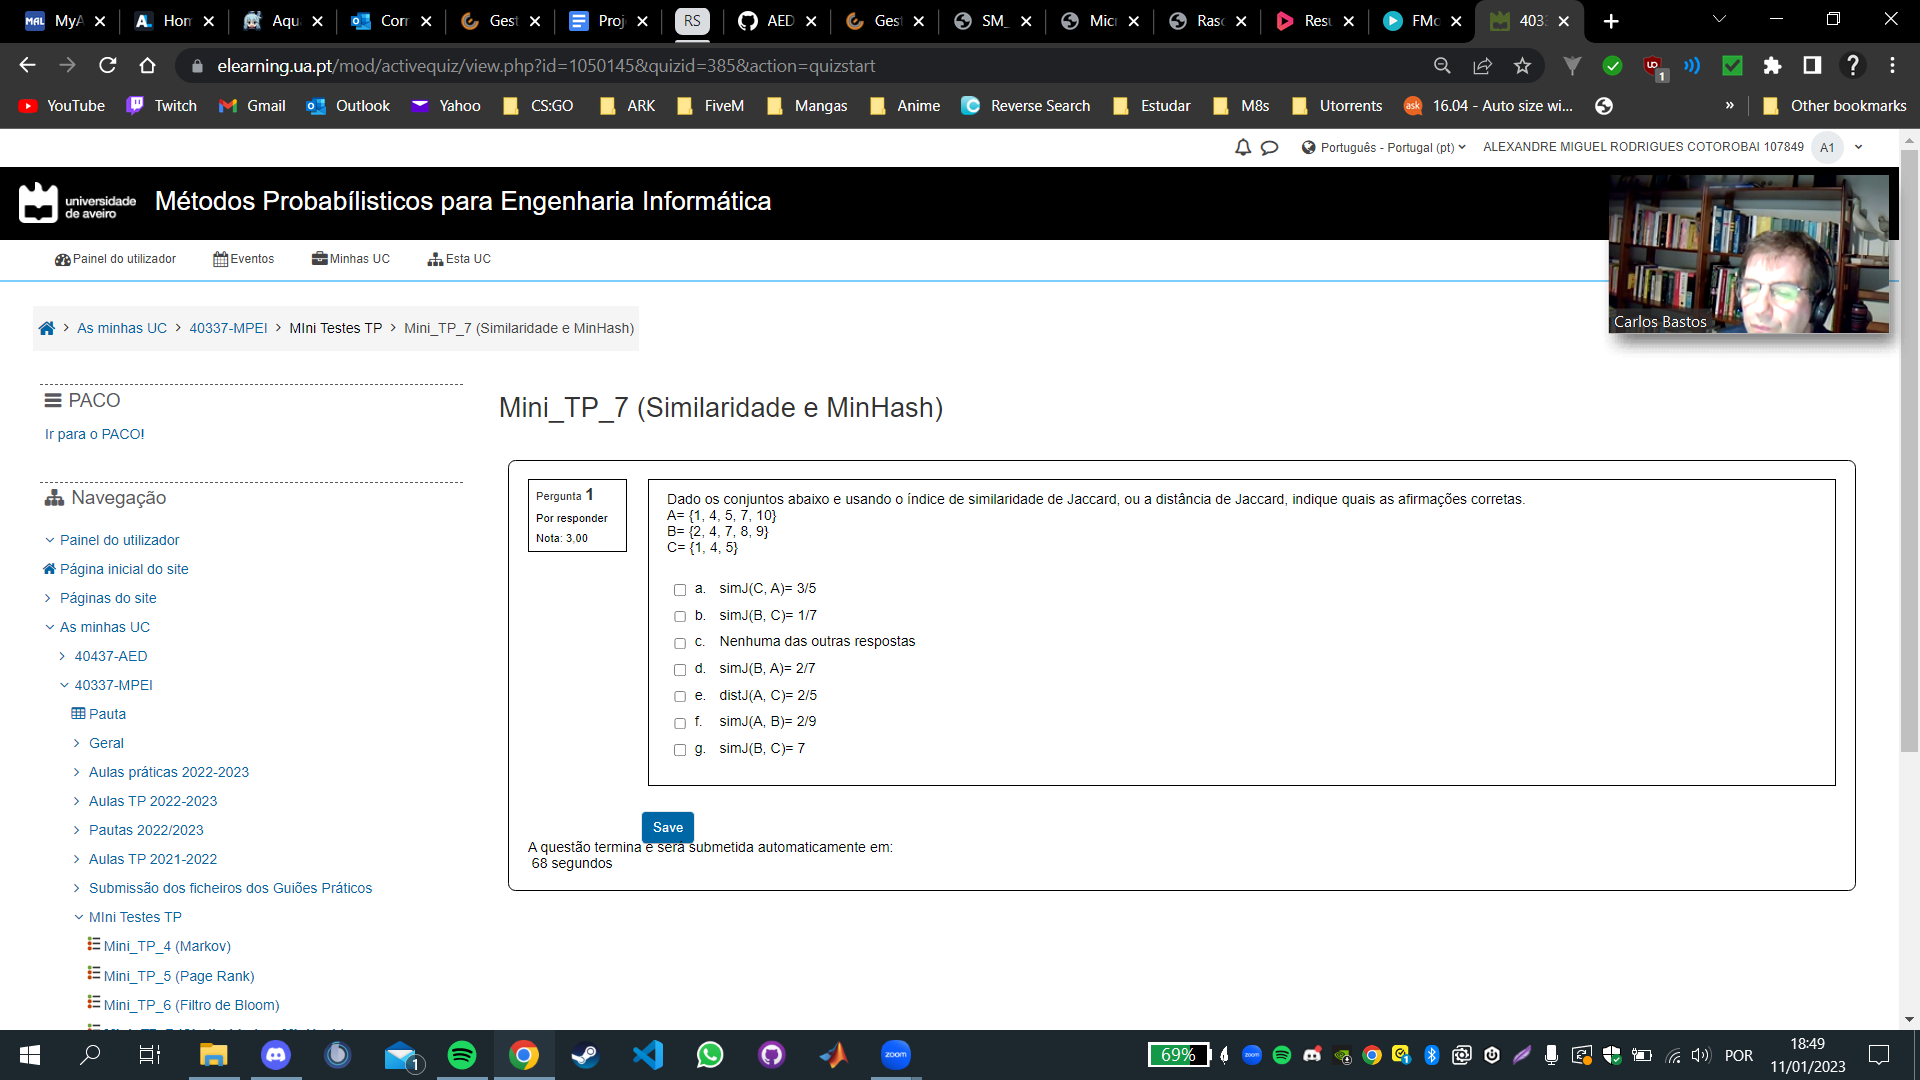 MyA
Hom
Aqu
Corr
Gest
Proj
RS
AED
Gest
SM_
Micr
Rasc
Resu
FMo
403
elearning.ua.pt/mod/activequiz/view.php?id=1050145&quizid=385&action=quizstart
YouTube
Twitch
Gmail
Outlook
Yahoo
CS:GO
ARK
FiveM
Mangas
Anime
Reverse Search
Estudar
M8s
Utorrents
16.04 - Auto size wi...
»
Other bookmarks
Português - Portugal (pt)
ALEXANDRE MIGUEL RODRIGUES COTOROBAI 107849
A1
universidade
de aveiro
Métodos Probabílisticos para Engenharia Informática
Painel do utilizador
Eventos
Minhas UC
Esta UC
Carlos Bastos
As minhas UC > 40337-MPEI > MIni Testes TP > Mini_TP_7 (Similaridade e MinHash)
PACO
Ir para o PACO!
Navegação
Painel do utilizador
Página inicial do site
Páginas do site
As minhas UC
40437-AED
40337-MPEI
Pauta
Geral
Aulas práticas 2022-2023
Aulas TP 2022-2023
Pautas 2022/2023
Aulas TP 2021-2022
Submissão dos ficheiros dos Guiões Práticos
MIni Testes TP
Mini_TP_4 (Markov)
Mini_TP_5 (Page Rank)
Mini_TP_6 (Filtro de Bloom)
Mini_TP_7 (Similaridade e MinHash)
Pergunta 1
Por responder
Nota: 3,00
Dado os conjuntos abaixo e usando o índice de similaridade de Jaccard, ou a distância de Jaccard, indique quais as afirmações corretas.
A= {1, 4, 5, 7, 10}
B= {2, 4, 7, 8, 9}
C= {1, 4, 5}
a. simJ(C, A)= 3/5
b. simJ(B, C)= 1/7
c. Nenhuma das outras respostas
d. simJ(B, A)= 2/7
e. distJ(A, C)= 2/5
f. simJ(A, B)= 2/9
g. simJ(B, C)= 7
Save
A questão termina e será submetida automaticamente em:
68 segundos
69%
POR
18:49
11/01/2023